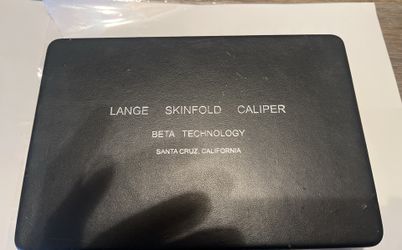 LANGE SKINFOLD CALIPER
BETA TECHNOLOGY
SANTA CRUZ, CALIFORNIA